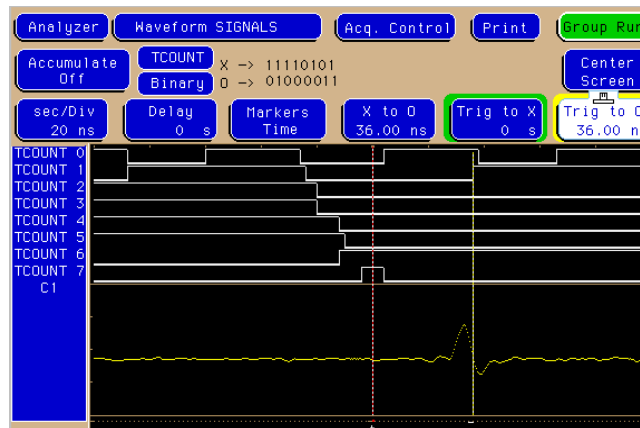 Analyzer Waveform SIGNALS Acq. Control Print Group Run
Accumulate Off TCOUNT Binary X -> 11110101 Center Screen
O -> 01000011
sec/Div 20 ns Delay 0 s Markers Time X to O 36.00 ns Trig to X 0 s Trig to O 36.00 n
TCOUNT 0
TCOUNT 1
TCOUNT 2
TCOUNT 3
TCOUNT 4
TCOUNT 5
TCOUNT 6
TCOUNT 7
C1